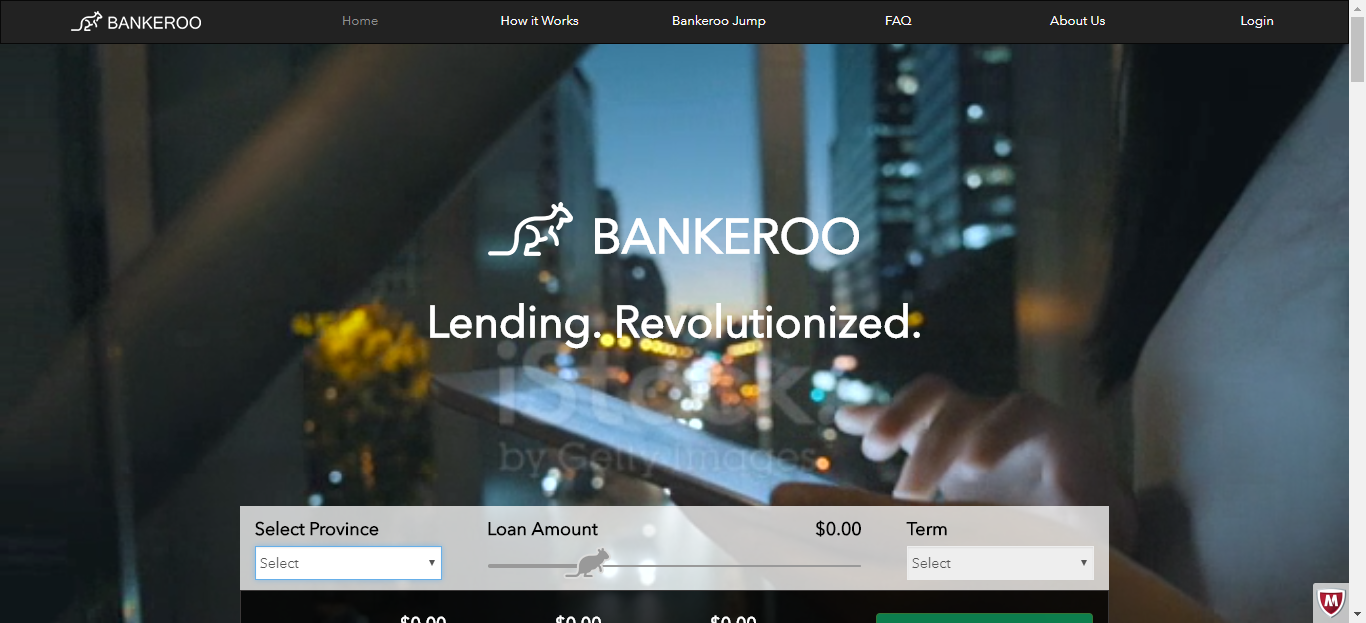 BANKEROO
Home
How it Works
Bankeroo Jump
FAQ
About Us
Login
BANKEROO
Lending. Revolutionized.
iStock.
by Getty Images
Select Province
Loan Amount
$0.00
Term
Select
Select
$0.00
$0.00
$0.00
M